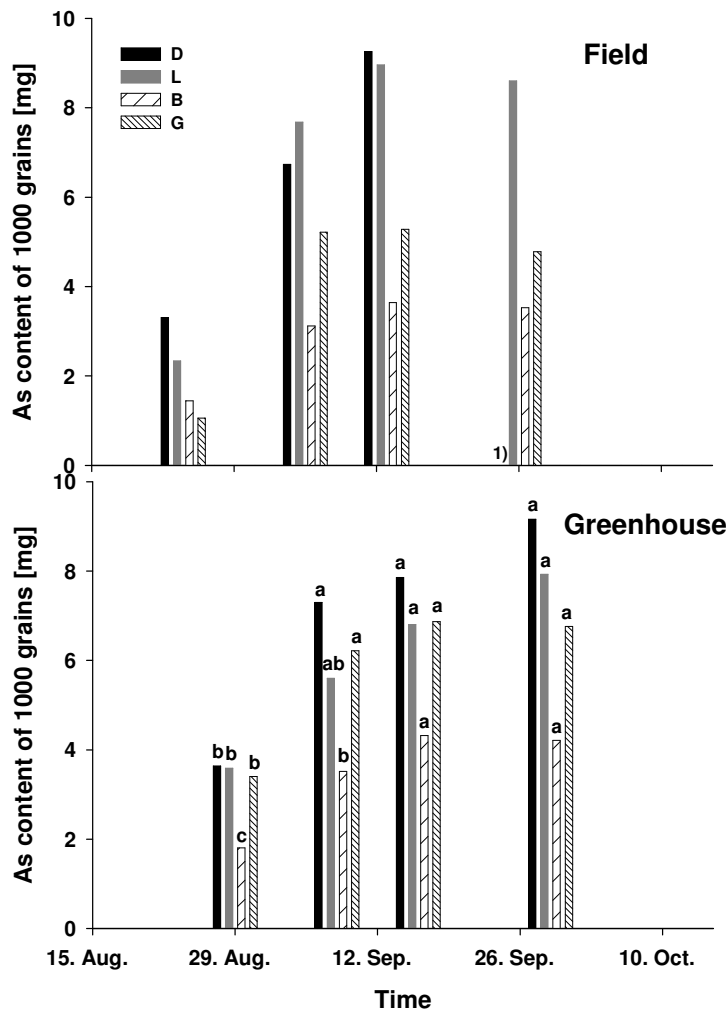 10
Field
D
L
B
G
8
6
4
2
0
1)
As content of 1000 grains [mg]
10
Greenhouse
a
a
a
a
a
a
a
a
a
8
6
ab
a
4
b
b
b
b
a
2
c
0
As content of 1000 grains [mg]
15. Aug.
29. Aug.
12. Sep.
26. Sep.
10. Oct.
Time